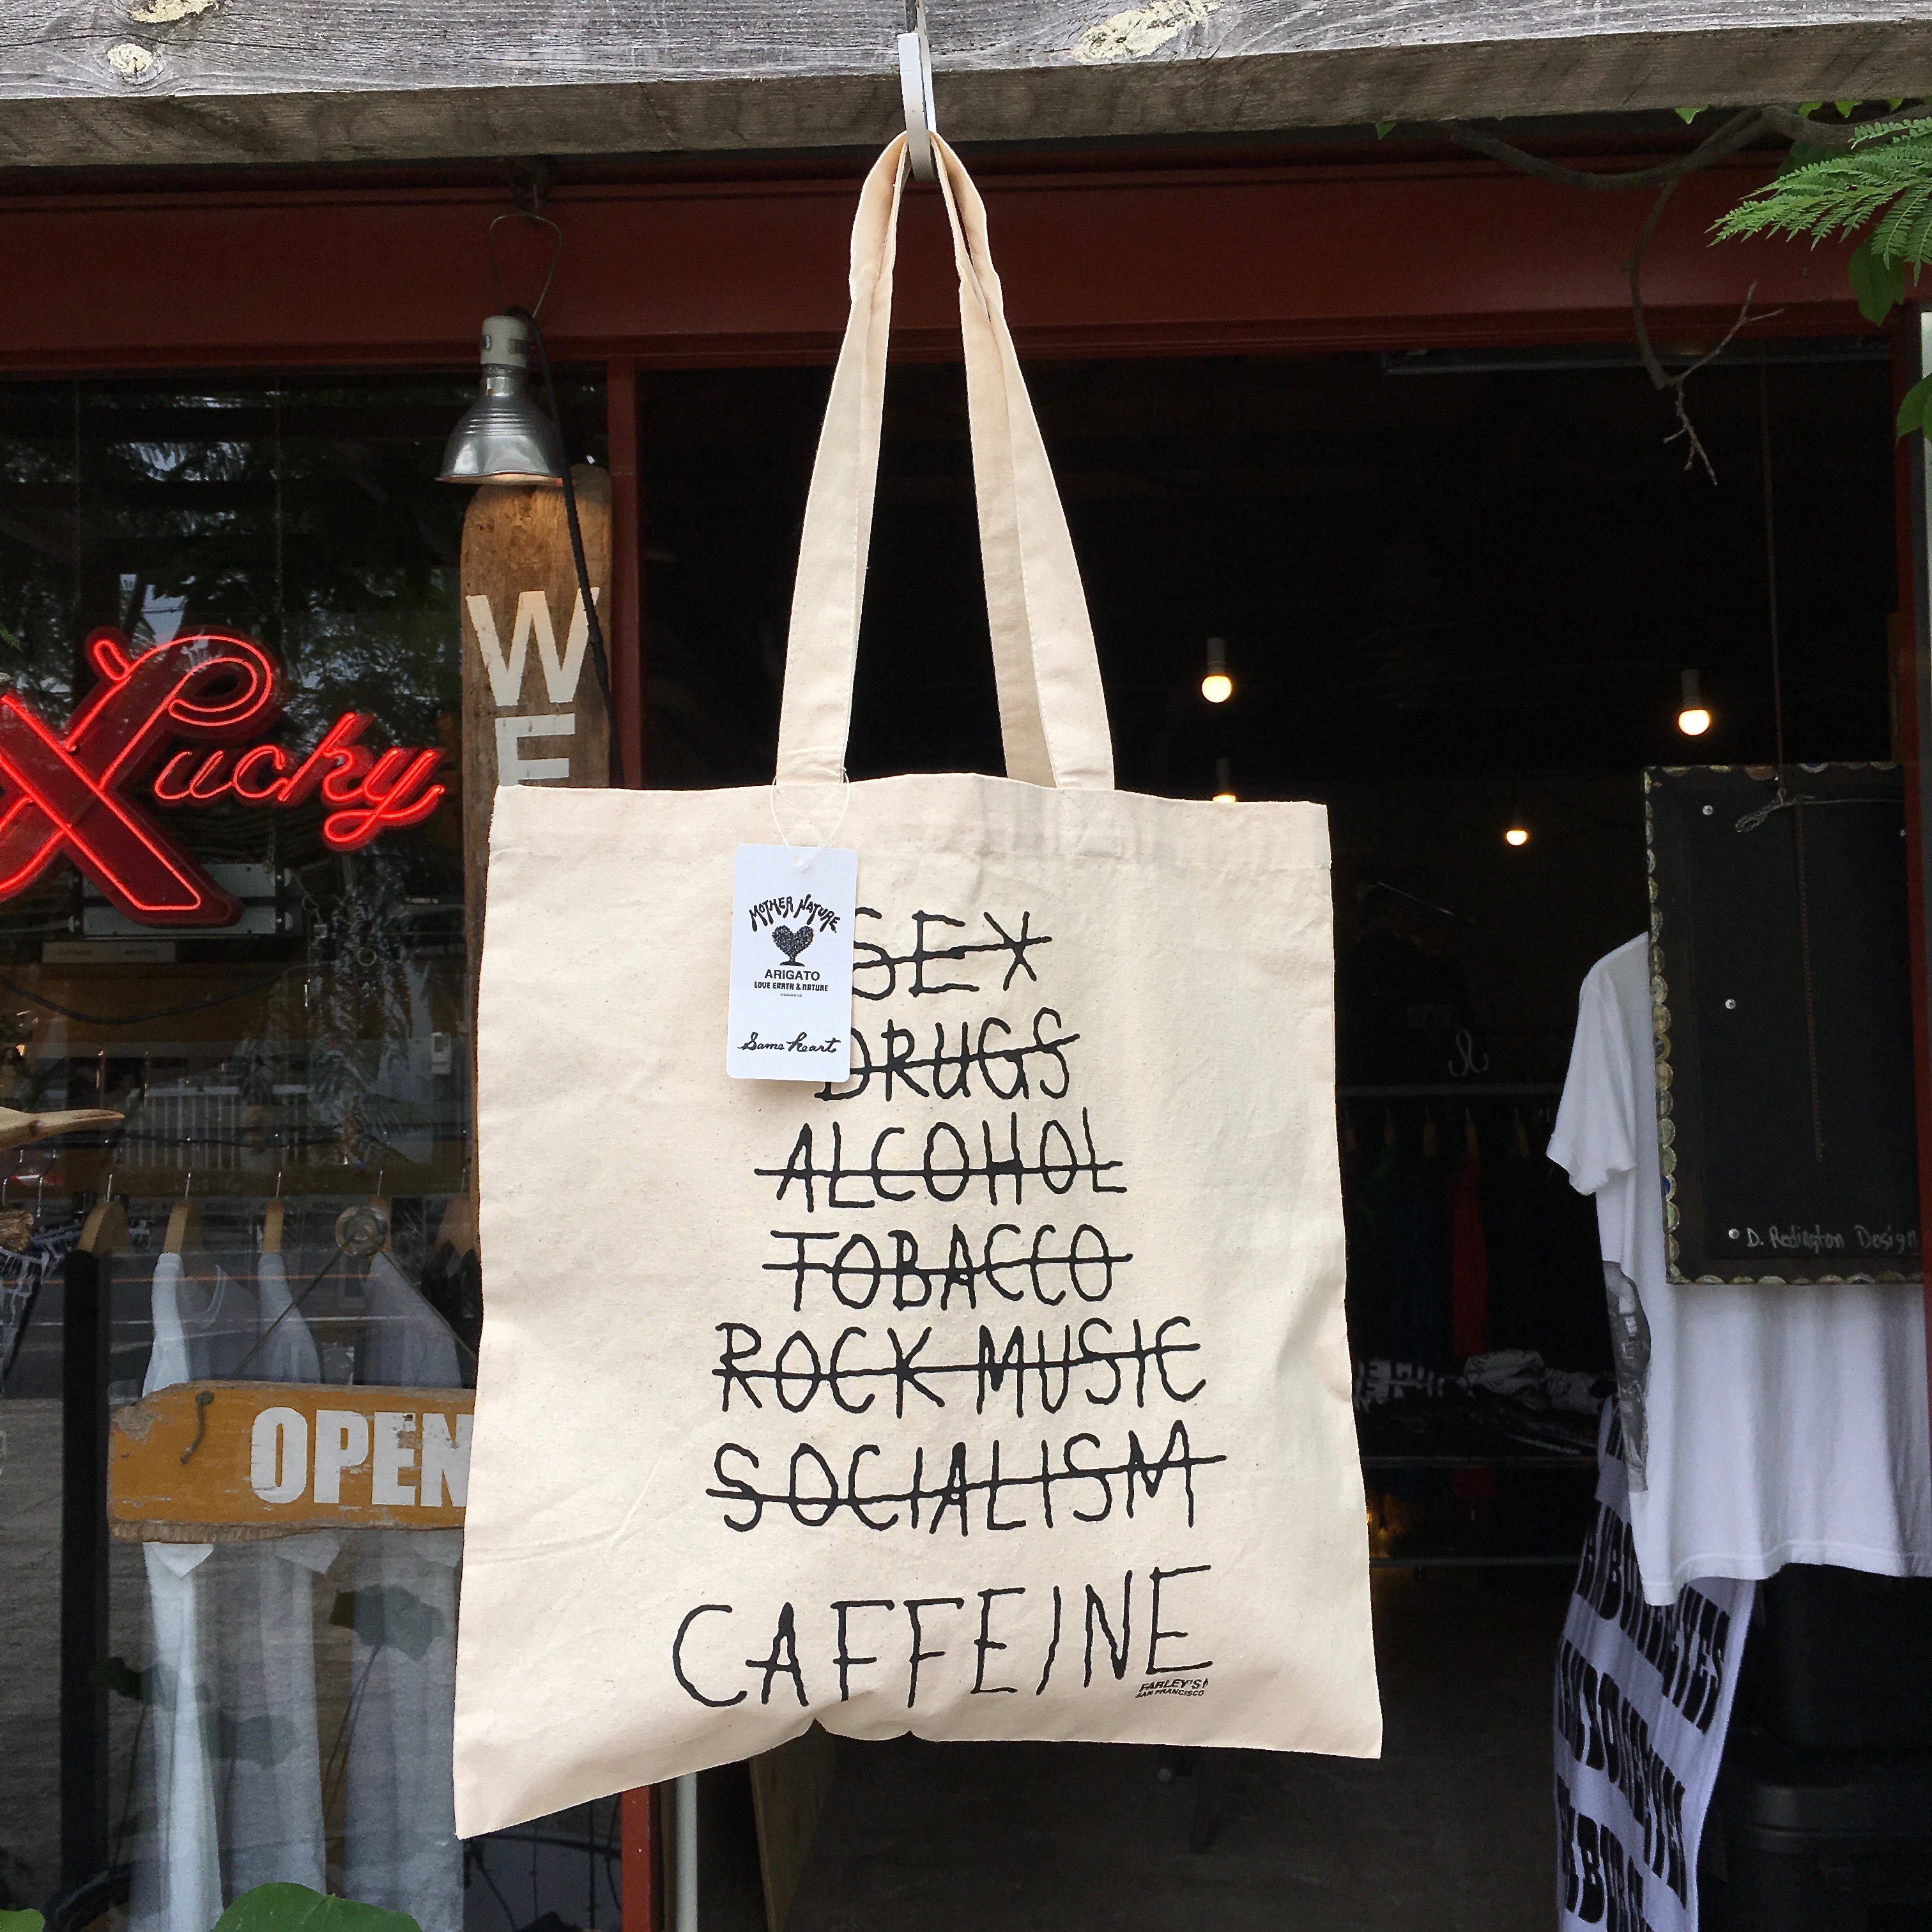 Lucky
WE
MOTHER NATURE
ARIGATO
LOVE EARTH & NATURE
Same heart
SEX
DRUGS
ALCOHOL
TOBACCO
ROCK MUSIC
SOCIALISM
CAFFEINE
FARLEY'S
SAN FRANCISCO
OPEN
D. Redington Design